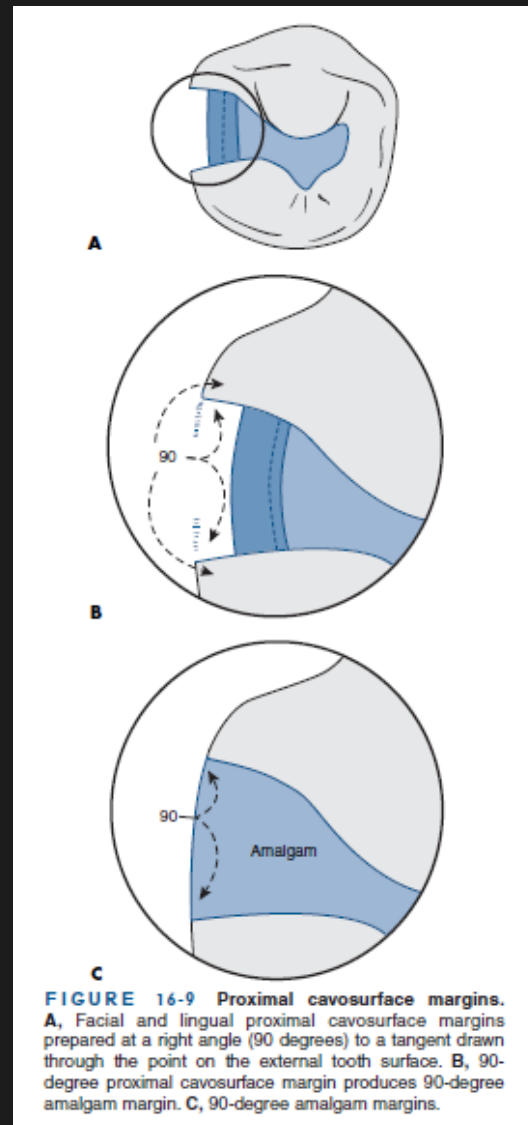 A
90
B
90
Amalgam
C
FIGURE 16-9 Proximal cavosurface margins.
A, Facial and lingual proximal cavosurface margins
prepared at a right angle (90 degrees) to a tangent drawn
through the point on the external tooth surface. B, 90-
degree proximal cavosurface margin produces 90-degree
amalgam margin. C, 90-degree amalgam margins.